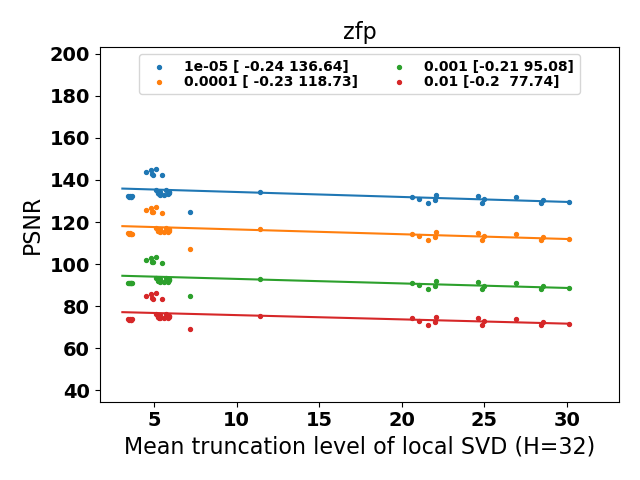 zfp
1e-05 [ -0.24 136.64]
0.0001 [ -0.23 118.73]
0.001 [-0.21 95.08]
0.01 [-0.2  77.74]
PSNR
200
180
160
140
120
100
80
60
40
5 10 15 20 25 30
Mean truncation level of local SVD (H=32)